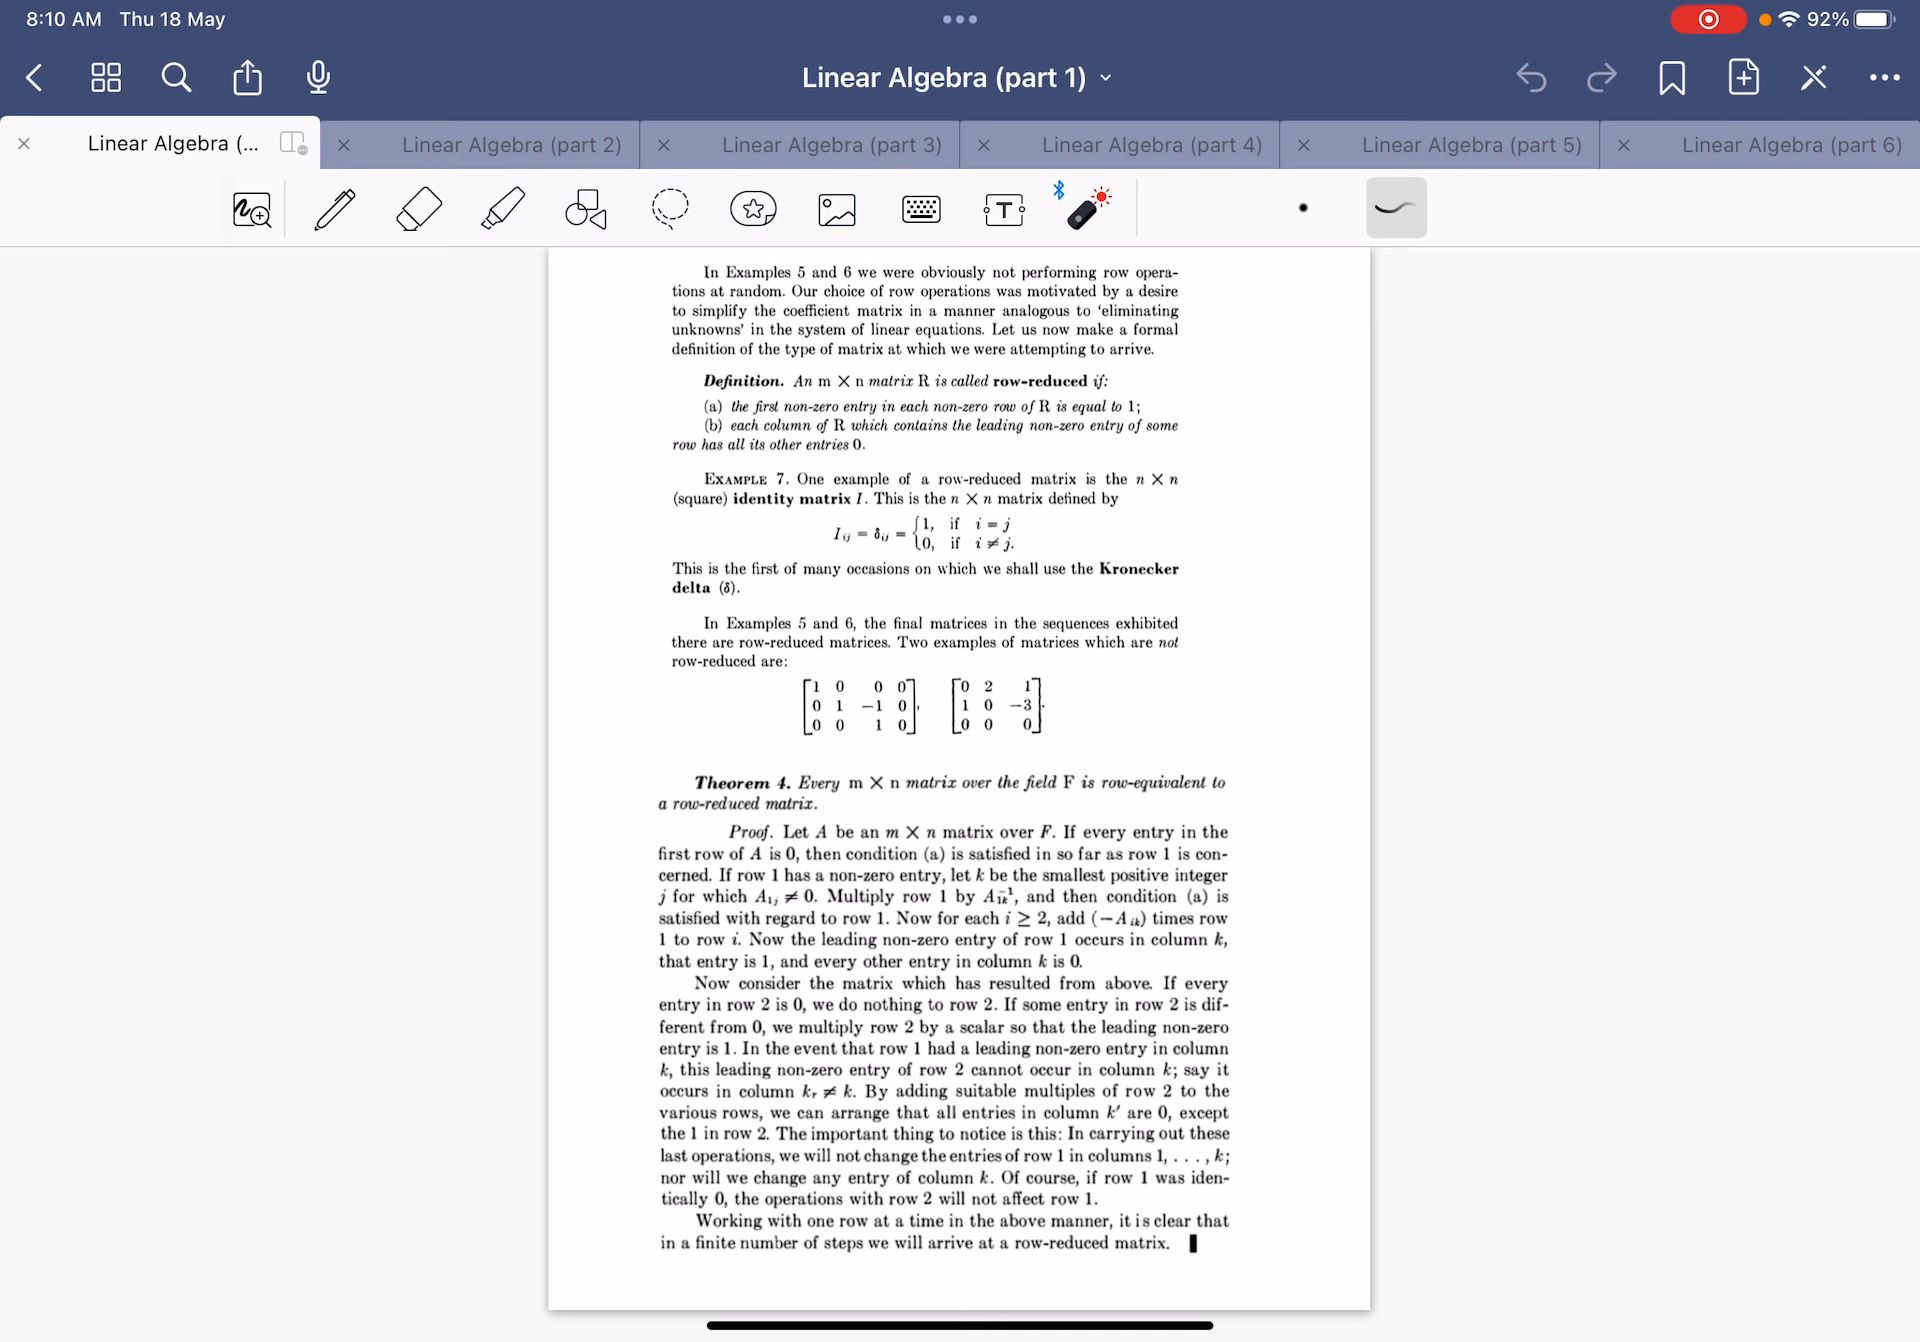 8:10 AM Thu 18 May
92%
Linear Algebra (part 1)
Linear Algebra (...
Linear Algebra (part 2)
Linear Algebra (part 3)
Linear Algebra (part 4)
Linear Algebra (part 5)
Linear Algebra (part 6)
In Examples 5 and 6 we were obviously not performing row opera-
tions at random. Our choice of row operations was motivated by a desire
to simplify the coefficient matrix in a manner analogous to ‘eliminating
unknowns’ in the system of linear equations. Let us now make a formal
definition of the type of matrix at which we were attempting to arrive.
Definition. An m × n matrix R is called row-reduced if:
(a) the first non-zero entry in each non-zero row of R is equal to 1;
(b) each column of R which contains the leading non-zero entry of some
row has all its other entries 0.
EXAMPLE 7. One example of a row-reduced matrix is the n × n
(square) identity matrix I. This is the n × n matrix defined by
I_ij = δ_ij = { 1, if i = j
0, if i ≠ j.
This is the first of many occasions on which we shall use the Kronecker
delta (δ).
In Examples 5 and 6, the final matrices in the sequences exhibited
there are row-reduced matrices. Two examples of matrices which are not
row-reduced are:
[1 0 0 0] [0 2 1]
[0 1 -1 0], [1 0 -3].
[0 0 1 0] [0 0 0]
Theorem 4. Every m × n matrix over the field F is row-equivalent to
a row-reduced matrix.
Proof. Let A be an m × n matrix over F. If every entry in the
first row of A is 0, then condition (a) is satisfied in so far as row 1 is con-
cerned. If row 1 has a non-zero entry, let k be the smallest positive integer
j for which A_1j ≠ 0. Multiply row 1 by A_1k^-1, and then condition (a) is
satisfied with regard to row 1. Now for each i ≥ 2, add (−A_ik) times row
1 to row i. Now the leading non-zero entry of row 1 occurs in column k,
that entry is 1, and every other entry in column k is 0.
Now consider the matrix which has resulted from above. If every
entry in row 2 is 0, we do nothing to row 2. If some entry in row 2 is dif-
ferent from 0, we multiply row 2 by a scalar so that the leading non-zero
entry is 1. In the event that row 1 had a leading non-zero entry in column
k, this leading non-zero entry of row 2 cannot occur in column k; say it
occurs in column k_r ≠ k. By adding suitable multiples of row 2 to the
various rows, we can arrange that all entries in column k′ are 0, except
the 1 in row 2. The important thing to notice is this: In carrying out these
last operations, we will not change the entries of row 1 in columns 1, . . . , k;
nor will we change any entry of column k. Of course, if row 1 was iden-
tically 0, the operations with row 2 will not affect row 1.
Working with one row at a time in the above manner, it is clear that
in a finite number of steps we will arrive at a row-reduced matrix. ▮